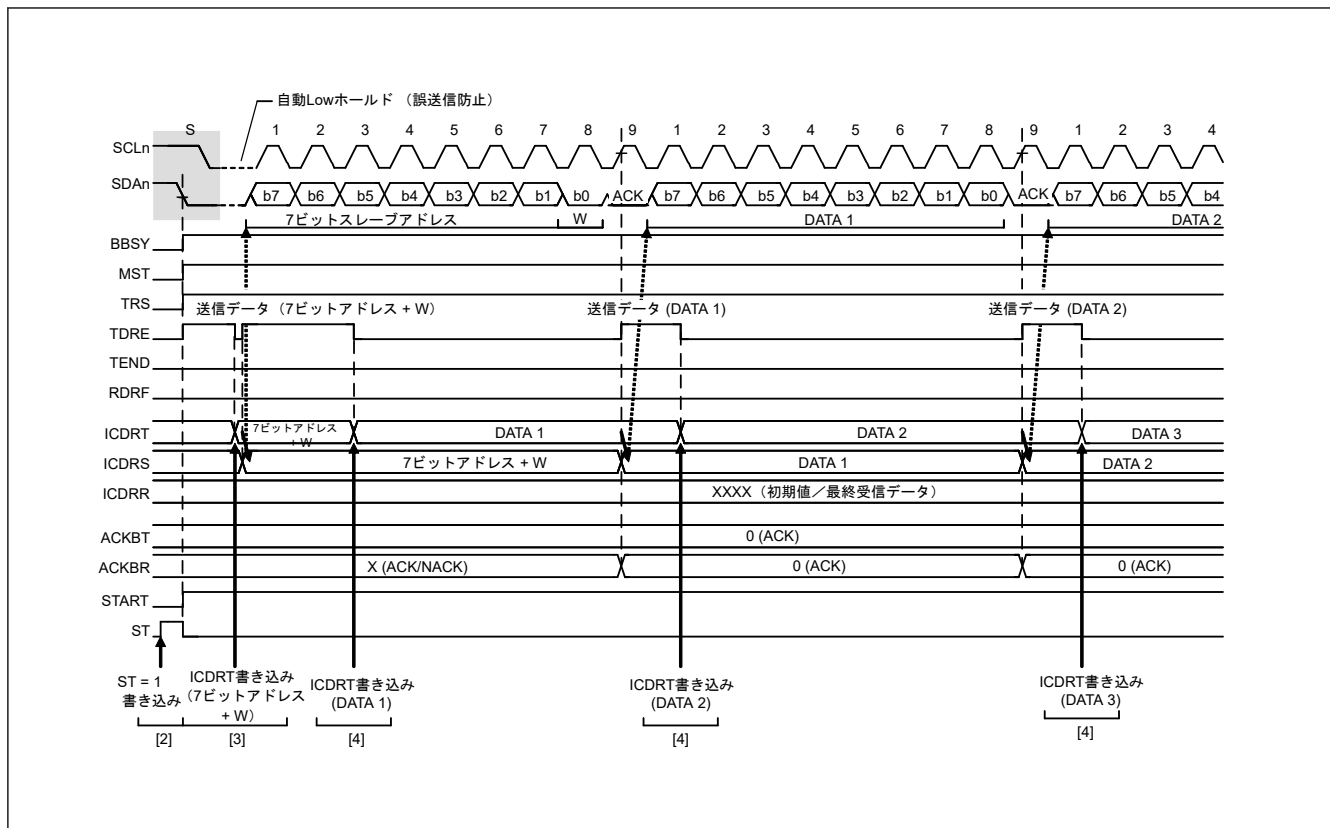 自動Lowホールド (誤送信防止)
S 1 2 3 4 5 6 7 8 9 1 2 3 4 5 6 7 8 9 1 2 3 4
SCLn
SDAn
b7 b6 b5 b4 b3 b2 b1 b0 ACK b7 b6 b5 b4 b3 b2 b1 b0 ACK b7 b6 b5 b4
7ビットスレーブアドレス W DATA 1 DATA 2
BBSY
MST
TRS
送信データ (7ビットアドレス + W) 送信データ (DATA 1) 送信データ (DATA 2)
TDRE
TEND
RDRF
ICDRT 7ビットアドレス + W DATA 1 DATA 2 DATA 3
ICDRS 7ビットアドレス + W DATA 1 DATA 2
ICDRR XXXX (初期値/最終受信データ)
ACKBT 0 (ACK)
ACKBR X (ACK/NACK) 0 (ACK) 0 (ACK)
START
ST
ST = 1
書き込み
[2]
ICDRT書き込み
(7ビットアドレス
+ W)
[3]
ICDRT書き込み
(DATA 1)
[4]
ICDRT書き込み
(DATA 2)
[4]
ICDRT書き込み
(DATA 3)
[4]